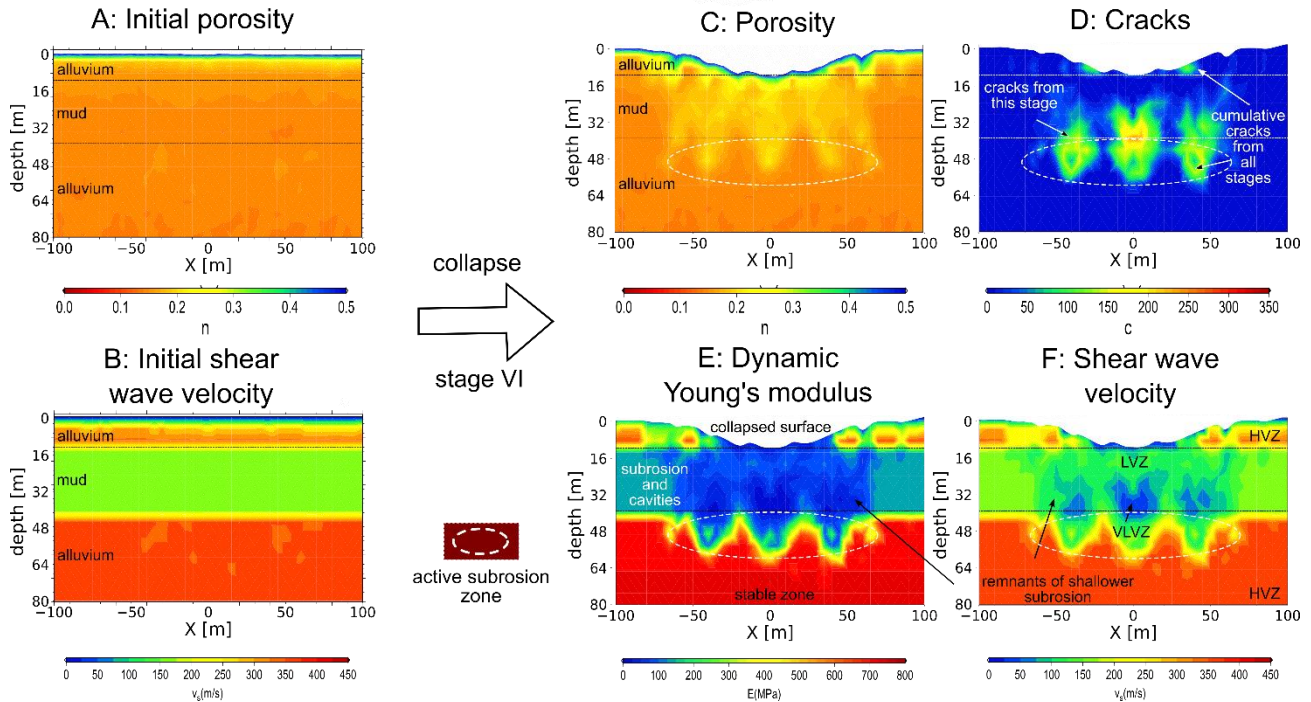 A: Initial porosity
0
16
32
48
64
80
depth [m]
alluvium
mud
alluvium
−100
−50
0
50
100
X [m]
0.0
0.1
0.2
0.3
0.4
0.5
n
B: Initial shear
wave velocity
0
16
32
48
64
80
depth [m]
alluvium
mud
alluvium
−100
−50
0
50
100
X [m]
0
50
100
150
200
250
300
350
400
450
vs(m/s)
collapse
stage VI
active subrosion
zone
C: Porosity
0
16
32
48
64
80
depth [m]
alluvium
mud
alluvium
−100
−50
0
50
100
X [m]
0.0
0.1
0.2
0.3
0.4
0.5
n
D: Cracks
0
16
32
48
64
80
cracks from
this stage
cumulative
cracks
from
all
stages
−100
−50
0
50
100
X [m]
0
50
100
150
200
250
300
350
c
E: Dynamic
Young's modulus
0
16
32
48
64
80
depth [m]
collapsed surface
subrosion
and
cavities
stable zone
−100
−50
0
50
100
X [m]
0
100
200
300
400
500
600
700
800
E(MPa)
F: Shear wave
velocity
0
16
32
48
64
80
depth [m]
HVZ
LVZ
VLVZ
remnants of shallower
subrosion
HVZ
−100
−50
0
50
100
X [m]
0
50
100
150
200
250
300
350
400
450
vs(m/s)